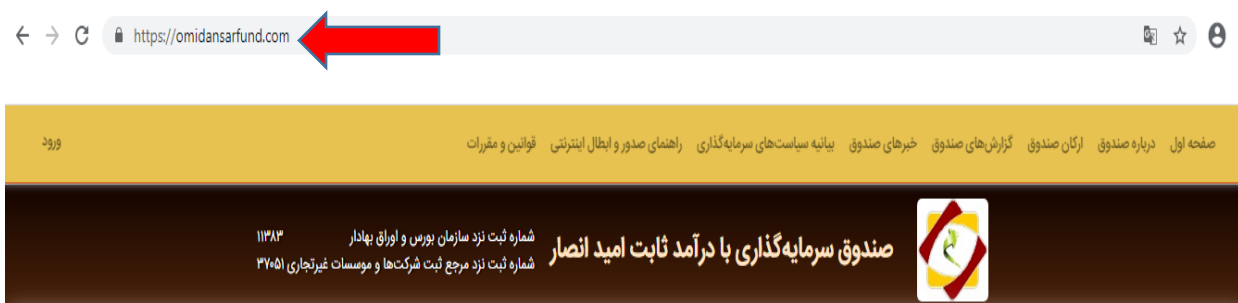 https://omidansarfund.com
صفحه اول درباره صندوق ارکان صندوق گزارش‌های صندوق خبرهای صندوق بیانیه سیاست‌های سرمایه‌گذاری راهنمای صدور و ابطال اینترنتی قوانین و مقررات ورود
صندوق سرمایه‌گذاری با درآمد ثابت امید انصار
شماره ثبت نزد سازمان بورس و اوراق بهادار ۱۱۳۸۳
شماره ثبت نزد مرجع ثبت شرکت‌ها و موسسات غیرتجاری ۳۷۰۵۱